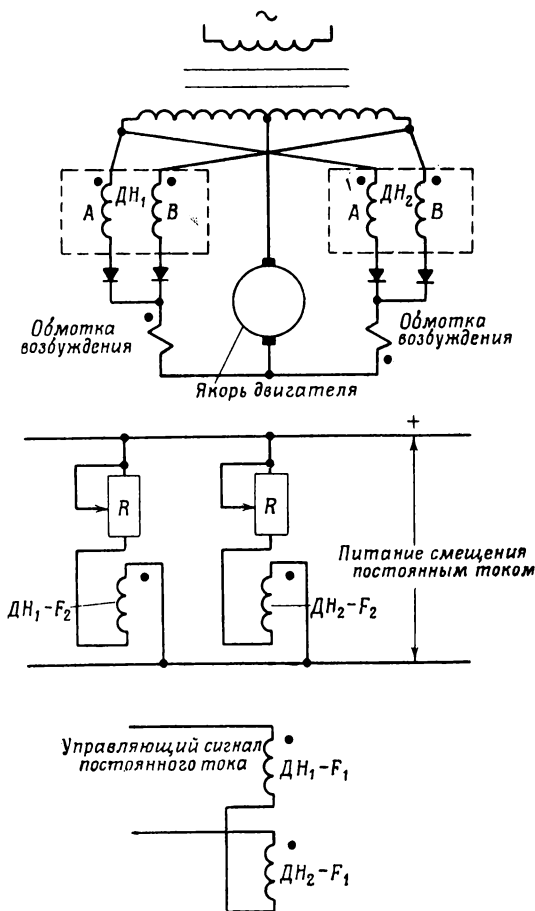 ~
A ДН₁ B
A ДН₂ B
Обмотка
возбуждения
Обмотка
возбуждения
Якорь двигателя
+
R
R
Питание смещения
постоянным током
ДН₁-F₂
ДН₂-F₂
Управляющий сигнал
постоянного тока
ДН₁-F₁
ДН₂-F₁